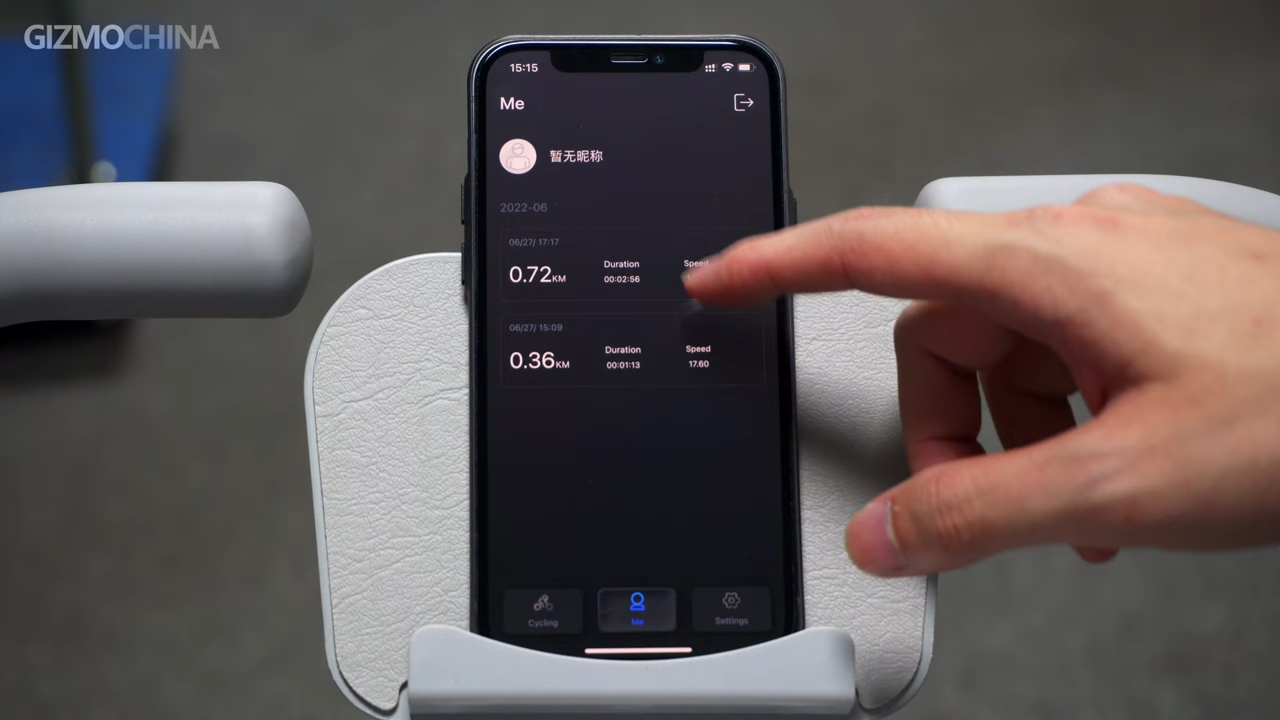 GIZMOCHINA
15:15
Me
暂无昵称
2022-06
06/27/ 17:17
0.72KM
Duration
00:02:56
Speed
06/27/ 15:09
0.36KM
Duration
00:01:13
Speed
17.60
Cycling
Me
Settings